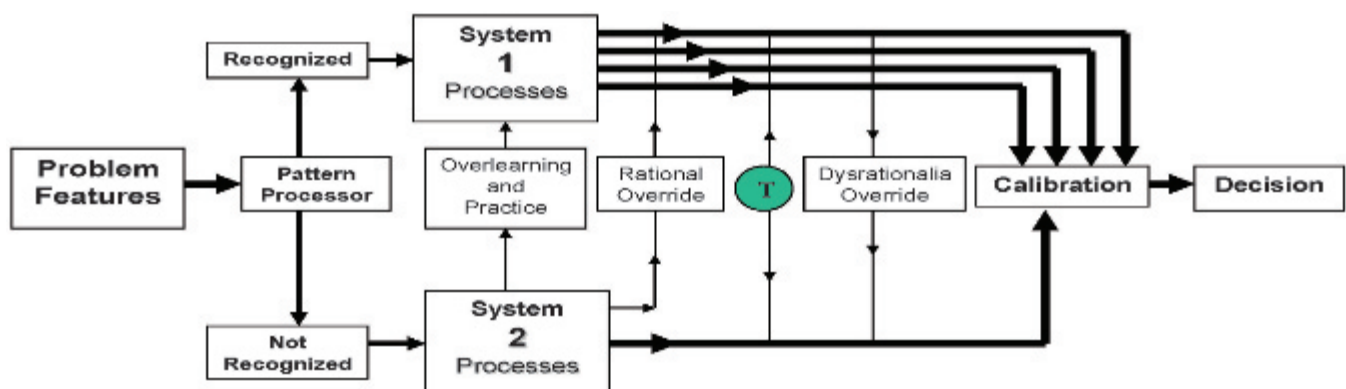 Problem
Features
Pattern
Processor
Recognized
Not
Recognized
System
1
Processes
Overlearning
and
Practice
System
2
Processes
Rational
Override
T
Dysrationalia
Override
Calibration
Decision